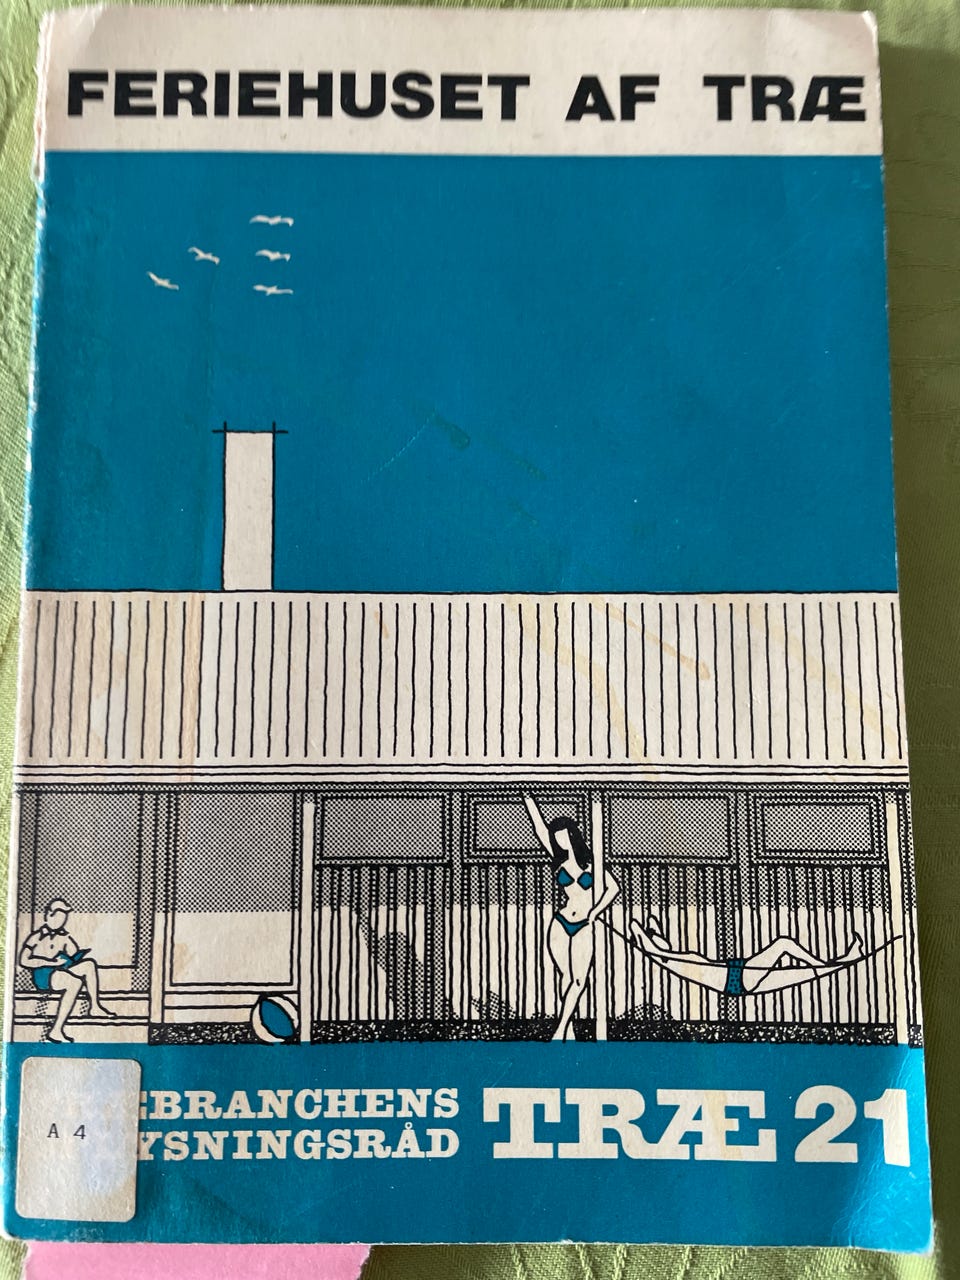 FERIEHUSET AF TRÆ
EBRANCHENS
YSNINGSRÅD
TRÆ 21
A 4